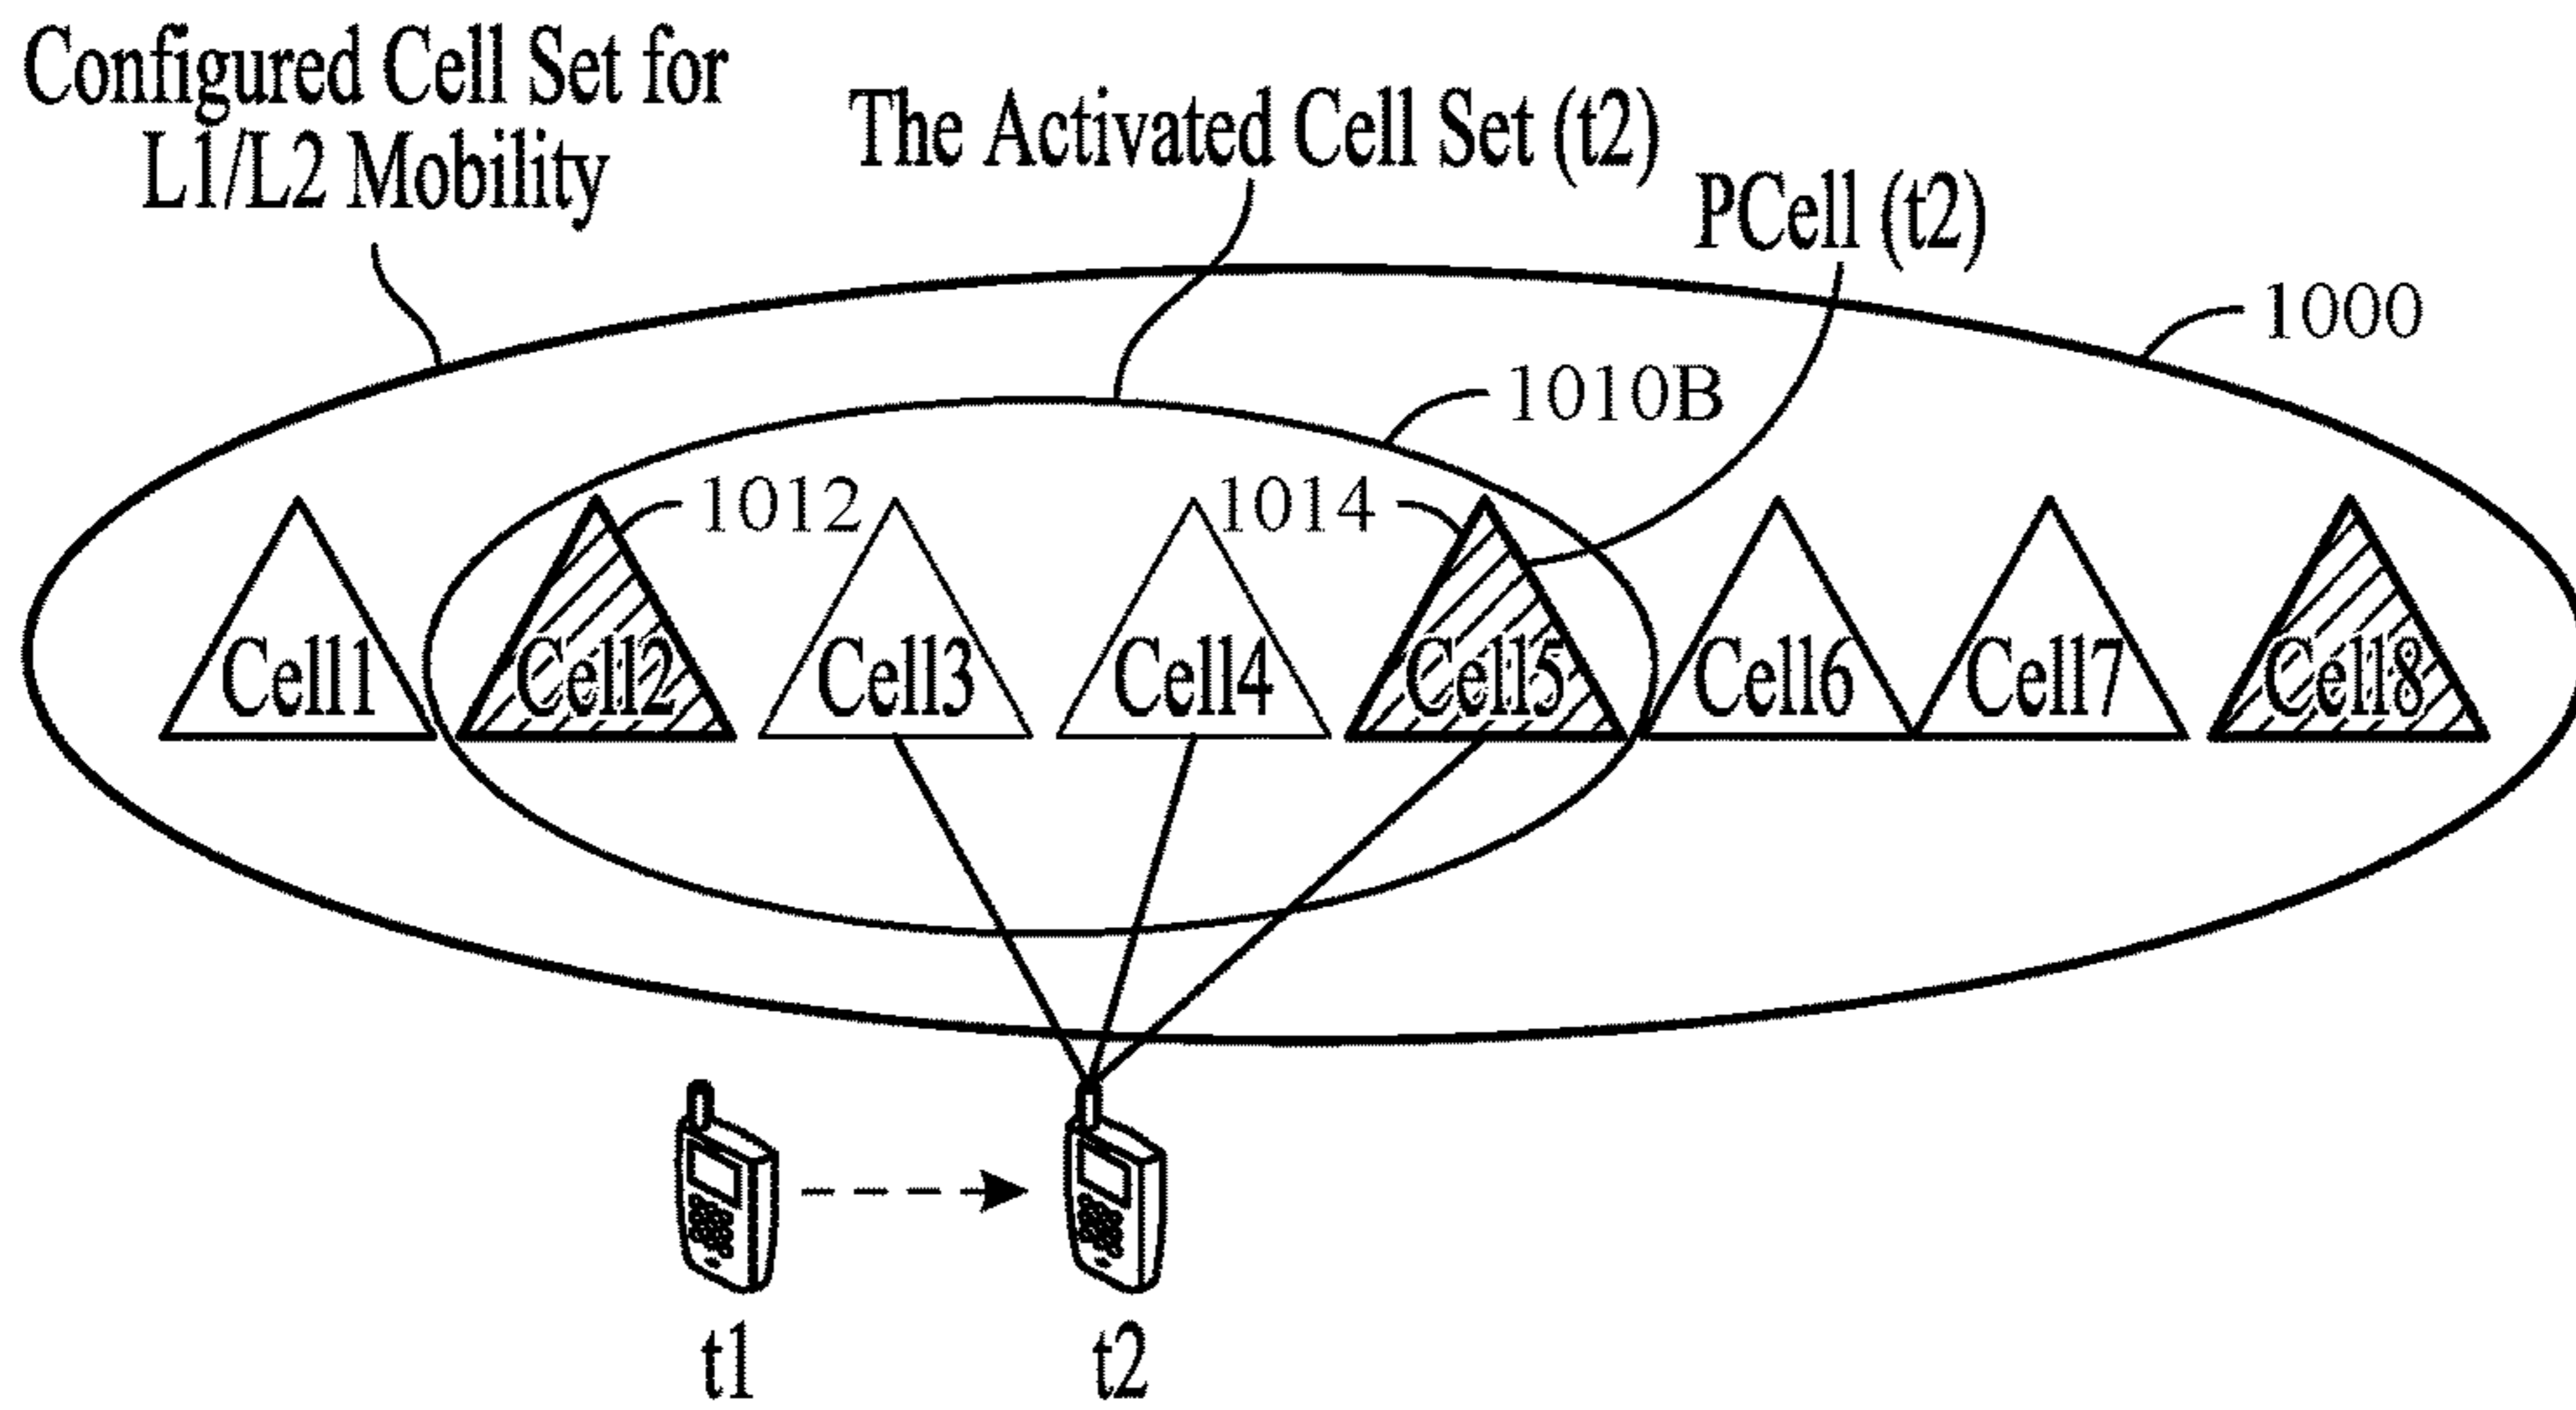 Configured Cell Set for
L1/L2 Mobility
The Activated Cell Set (t2)
PCell (t2)
1000
1010B
1012
1014
Cell1
Cell2
Cell3
Cell4
Cell5
Cell6
Cell7
Cell8
t1
t2